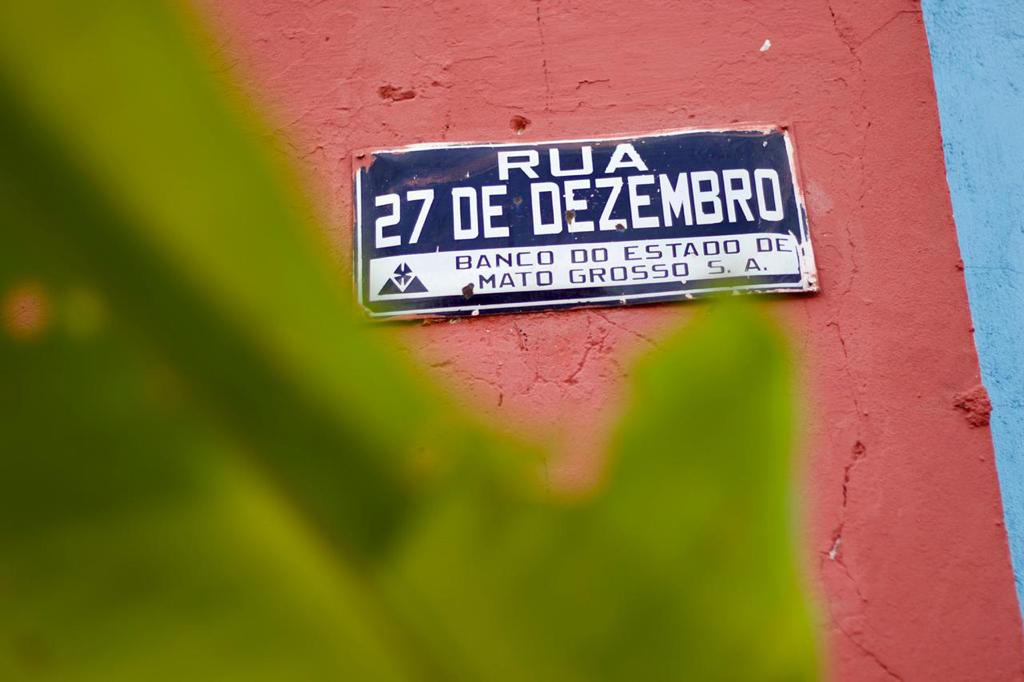 RUA
27 DE DEZEMBRO
BANCO DO ESTADO DE
MATO GROSSO S. A.